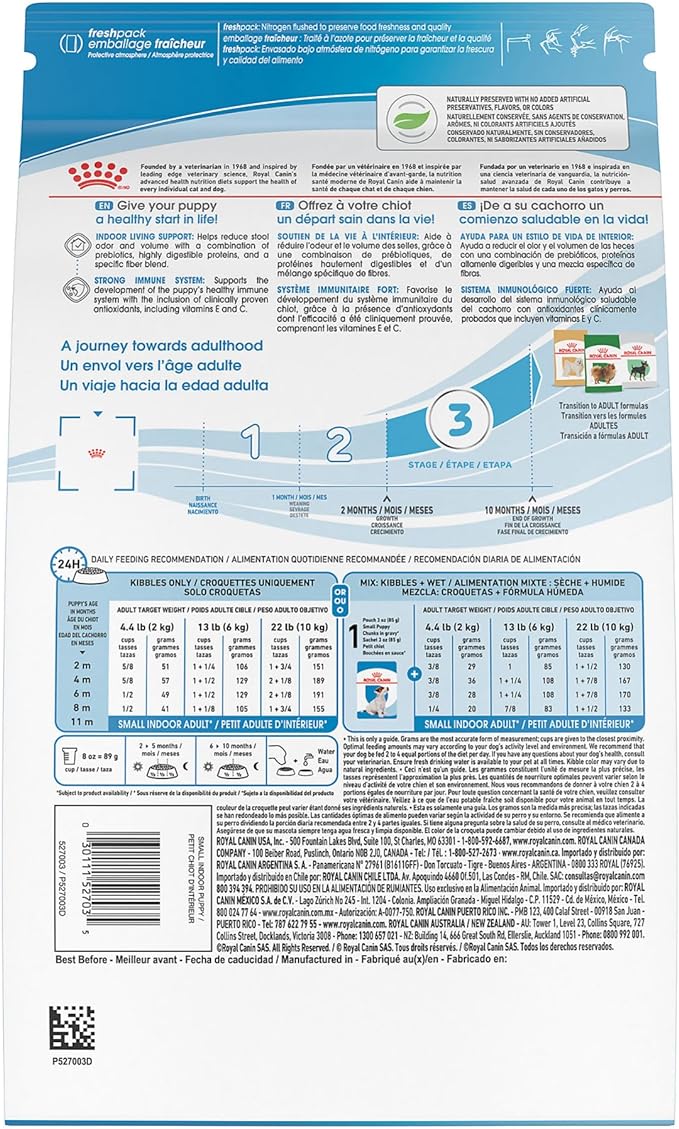 freshpack
emballage fraîcheur
Protective atmosphere / Atmosphère protectrice
freshpack: Nitrogen flushed to preserve food freshness and quality
emballage fraîcheur : Traité à l'azote pour préserver la fraîcheur et la qualité
freshpack: Envasado bajo atmósfera de nitrógeno para garantizar la frescura
y calidad del alimento
NATURALLY PRESERVED WITH NO ADDED ARTIFICIAL
PRESERVATIVES, FLAVORS, OR COLORS
NATURELLEMENT CONSERVÉE, SANS AGENTS DE CONSERVATION,
ARÔMES, NI COLORANTS ARTIFICIELS AJOUTÉS
CONSERVADO NATURALMENTE, SIN CONSERVADORES,
COLORANTES, NI SABORIZANTES ARTIFICIALES AÑADIDOS
Founded by a veterinarian in 1968 and inspired by
leading edge veterinary science, Royal Canin's
advanced health nutrition diets support the health of
every individual cat and dog.
Fondée par un vétérinaire en 1968 et inspirée par
la médecine vétérinaire d'avant-garde, la nutrition
santé moderne de Royal Canin aide à maintenir la
santé de chaque chat et de chaque chien.
Fundada por un veterinario en 1968 e inspirada en
una ciencia veterinaria de vanguardia, la nutrición-
salud avanzada de Royal Canin contribuye a
mantener la salud de cada uno de los gatos y perros.
EN Give your puppy
a healthy start in life!
INDOOR LIVING SUPPORT: Helps reduce stool
odor and volume with a combination of
prebiotics, highly digestible proteins, and a
specific fiber blend.
STRONG IMMUNE SYSTEM: Supports the
development of the puppy's healthy immune
system with the inclusion of clinically proven
antioxidants, including vitamins E and C.
FR Offrez à votre chiot
un départ sain dans la vie!
SOUTIEN DE LA VIE À L'INTÉRIEUR: Aide à
réduire l'odeur et le volume des selles, grâce à
une combinaison de prébiotiques, de
protéines hautement digestibles et d'un
mélange spécifique de fibres.
SYSTÈME IMMUNITAIRE FORT: Favorise le
développement du système immunitaire du
chiot, grâce à la présence d'antioxydants
dont l'efficacité a été cliniquement prouvée,
comprenant les vitamines E et C.
ES ¡De a su cachorro un
comienzo saludable en la vida!
AYUDA PARA UN ESTILO DE VIDA DE INTERIOR:
Ayuda a reducir el olor y el volumen de las heces
con una combinación de prebióticos, proteínas
altamente digeribles y una mezcla específica de
fibras.
SISTEMA INMUNOLÓGICO FUERTE: Ayuda al
desarrollo del sistema inmunológico saludable
del cachorro con antioxidantes clínicamente
probados que incluyen vitaminas E y C.
A journey towards adulthood
Un envol vers l'âge adulte
Un viaje hacia la edad adulta
ROYAL CANIN
ROYAL CANIN
ROYAL CANIN
Transition to ADULT formulas
Transition vers les formules
ADULTES
Transición a fórmulas ADULT
1
2
3
STAGE / ÉTAPE / ETAPA
BIRTH
NAISSANCE
NACIMIENTO
1 MONTH / MOIS / MES
WEANING
SEVRAGE
DESTETE
2 MONTHS / MOIS / MESES
GROWTH
CROISSANCE
CRECIMIENTO
10 MONTHS / MOIS / MESES
END OF GROWTH
FIN DE LA CROISSANCE
FASE FINAL DE CRECIMIENTO
24H
DAILY FEEDING RECOMMENDATION / ALIMENTATION QUOTIDIENNE RECOMMANDÉE / RECOMENDACIÓN DIARIA DE ALIMENTACIÓN
KIBBLES ONLY / CROQUETTES UNIQUEMENT
SOLO CROQUETAS
PUPPY'S AGE
IN MONTHS
ÂGE DU CHIOT
EN MOIS
EDAD DEL CACHORRO
EN MESES
ADULT TARGET WEIGHT / POIDS ADULTE CIBLE / PESO ADULTO OBJETIVO
4.4 lb (2 kg) 13 lb (6 kg) 22 lb (10 kg)
cups grams cups grams cups grams
tasses grammes tasses grammes tasses grammes
tazas gramos tazas gramos tazas gramos
2 m 5/8 51 1 + 1/4 106 1 + 3/4 151
4 m 5/8 57 1 + 1/2 129 2 + 1/8 189
6 m 1/2 49 1 + 1/2 129 2 + 1/8 191
8 m 1/2 41 1 + 1/8 105 1 + 3/4 155
11 m SMALL INDOOR ADULT* / PETIT ADULTE D'INTÉRIEUR*
OR
OU
O
MIX: KIBBLES + WET / ALIMENTATION MIXTE : SÈCHE + HUMIDE
MEZCLA: CROQUETAS + FÓRMULA HÚMEDA
1
Pouch 3 oz (85 g)
Small Puppy
Chunks in gravy*
Sachet 3 oz (85 g)
Petit chiot
Bouchées en sauce*
ROYAL CANIN
+
ADULT TARGET WEIGHT / POIDS ADULTE CIBLE / PESO ADULTO OBJETIVO
4.4 lb (2 kg) 13 lb (6 kg) 22 lb (10 kg)
cups grams cups grams cups grams
tasses grammes tasses grammes tasses grammes
tazas gramos tazas gramos tazas gramos
3/8 29 1 85 1 + 1/2 130
3/8 36 1 + 1/4 108 1 + 7/8 167
3/8 28 1 + 1/4 108 1 + 7/8 170
1/4 20 7/8 83 1 + 1/2 133
SMALL INDOOR ADULT* / PETIT ADULTE D'INTÉRIEUR*
8 oz = 89 g
cup / tasse / taza
2 > 5 months /
mois / meses
6 > 10 months /
mois / meses
Water
Eau
Agua
*Subject to product availability / *Sous réserve de la disponibilité du produit / *Sujeto a la disponibilidad del producto
• This is only a guide. Grams are the most accurate form of measurement; cups are given to the closest proximity.
Optimal feeding amounts may vary according to your dog's activity level and environment. We recommend that
your dog be fed 2 to 4 equal portions of the diet per day. If you have any questions about your dog's health, consult
your veterinarian. Ensure fresh drinking water is available to your pet at all times. Kibble color may vary due to
natural ingredients. • Ceci n'est qu'un guide. Les grammes étant l'unité de mesure la plus précise, les
tasses représentent l'approximation la plus près. Les quantités de nourriture optimales peuvent varier selon le
niveau d'activité de votre chien et son environnement. Nous vous recommandons de donner à votre chien 2 à 4
portions égales de nourriture par jour. Pour toute question concernant la santé de votre chien, veuillez consulter
votre vétérinaire. Veillez à ce que de l'eau potable fraîche soit disponible pour votre animal en tout temps. La
couleur de la croquette peut varier étant donné ses ingrédients naturels. • Esta es solamente una guía. Los gramos son la medida más precisa; las tazas
se han redondeado lo más posible. Las cantidades óptimas de alimento pueden variar según la actividad de su perro y su entorno. Se recomienda que alimente a
su perro dividiendo la porción diaria recomendada entre 2 y 4 partes iguales. Si tiene alguna pregunta sobre la salud de su perro, consulte al médico veterinario.
Asegúrese de que su mascota siempre tenga agua fresca y limpia disponible. El color de la croqueta puede cambiar debido al uso de ingredientes naturales.
ROYAL CANIN USA, Inc. - 500 Fountain Lakes Blvd, Suite 100, St Charles, MO 63301 - 1-800-592-6687, www.royalcanin.com. ROYAL CANIN CANADA
COMPANY - 100 Beiber Road, Puslinch, Ontario N0B 2J0, CANADA - Tel: / Tél : 1-800-527-2673 - www.royalcanin.ca. Importado y distribuido por:
ROYAL CANIN ARGENTINA S.A. - Panamericana N° 27981 (B1611GFF) - Don Torcuato - Tigre - Buenos Aires - ARGENTINA - 0800 333 ROYAL (76925).
Importado y distribuido en Chile por: ROYAL CANIN CHILE LTDA. Av. Apoquindo 4660 Of.501, Las Condes - RM, Chile. SAC: consultas@royalcanin.com
800 394 394. PROHIBIDO SU USO EN LA ALIMENTACIÓN DE RUMIANTES. Uso exclusivo en la Alimentación Animal. Importado y distribuido por: ROYAL
CANIN MÉXICO S.A. de C.V. - Lago Zúrich No 245 - Int. 1204 - Colonia. Ampliación Granada - Miguel Hidalgo - C.P. 11529 - Cd. de México - México, Tel.
800 024 77 64 - www.royalcanin.com.mx - Autorización: A-0077-750. ROYAL CANIN PUERTO RICO INC. - PMB 123, 400 Calaf Street - 00918 San Juan -
PUERTO RICO - Tel: 787 622 79 55 - www.royalcanin.com. ROYAL CANIN AUSTRALIA / NEW ZEALAND - AU: Tower 1, Level 23, Collins Square, 727
Collins Street, Docklands, Victoria 3008 - Phone: 1300 657 021 - NZ: Building 14, 666 Great South Rd, Ellerslie, Auckland 1051 - Phone: 0800 992 001.
©Royal Canin SAS. All Rights Reserved. / © Royal Canin SAS. Tous droits réservés. / ©Royal Canin SAS. Todos los derechos reservados.
0 30111 52703 5
527003 / P527003D
SMALL INDOOR PUPPY /
PETIT CHIOT D'INTÉRIEUR
Best Before - Meilleur avant - Fecha de caducidad / Manufactured in - Fabriqué au(x)/en - Fabricado en:
P527003D